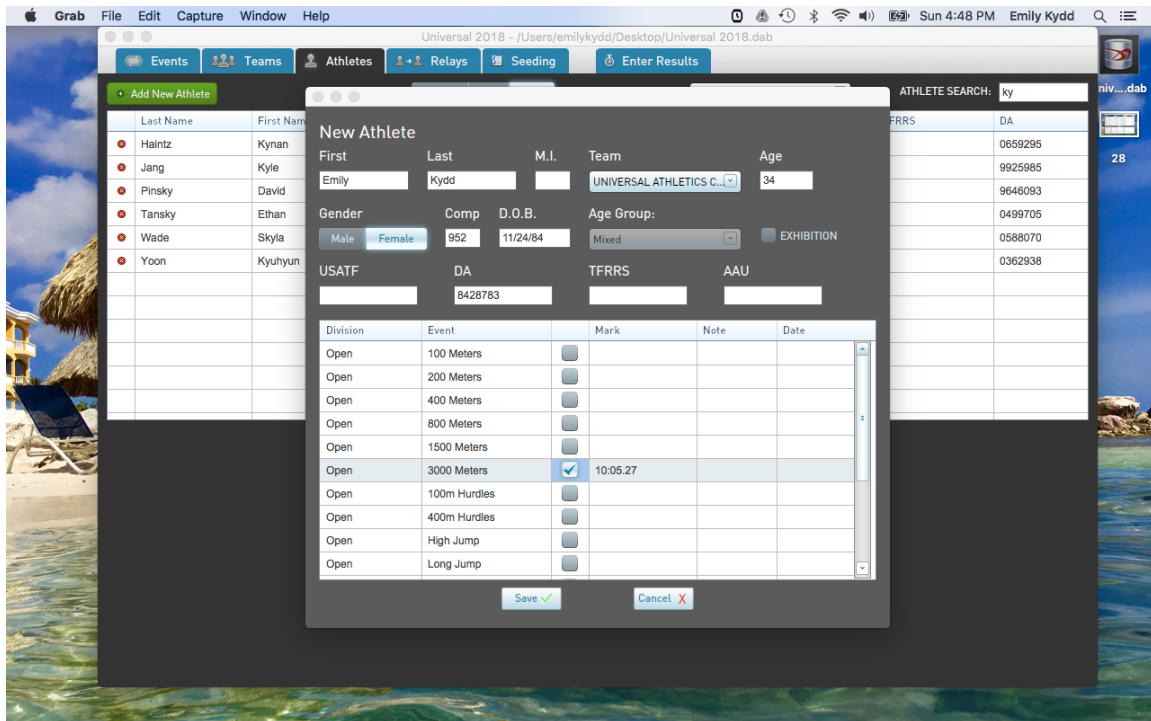 Grab File Edit Capture Window Help Sun 4:48 PM Emily Kydd
Universal 2018 - /Users/emilykydd/Desktop/Universal 2018.dab
Events Teams Athletes Relays Seeding Enter Results
niv....dab
28
+ Add New Athlete
ATHLETE SEARCH: ky
Last Name First Nam FRRS DA
Haintz Kynan 0659295
Jang Kyle 9925985
Pinsky David 9646093
Tansky Ethan 0499705
Wade Skyla 0588070
Yoon Kyuhyun 0362938
New Athlete
First Last M.I. Team Age
Emily Kydd UNIVERSAL ATHLETICS C... 34
Gender Comp D.O.B. Age Group:
Male Female 952 11/24/84 Mixed EXHIBITION
USATF DA TFRRS AAU
8428783
Division Event Mark Note Date
Open 100 Meters
Open 200 Meters
Open 400 Meters
Open 800 Meters
Open 1500 Meters
Open 3000 Meters 10:05.27
Open 100m Hurdles
Open 400m Hurdles
Open High Jump
Open Long Jump
Save Cancel X